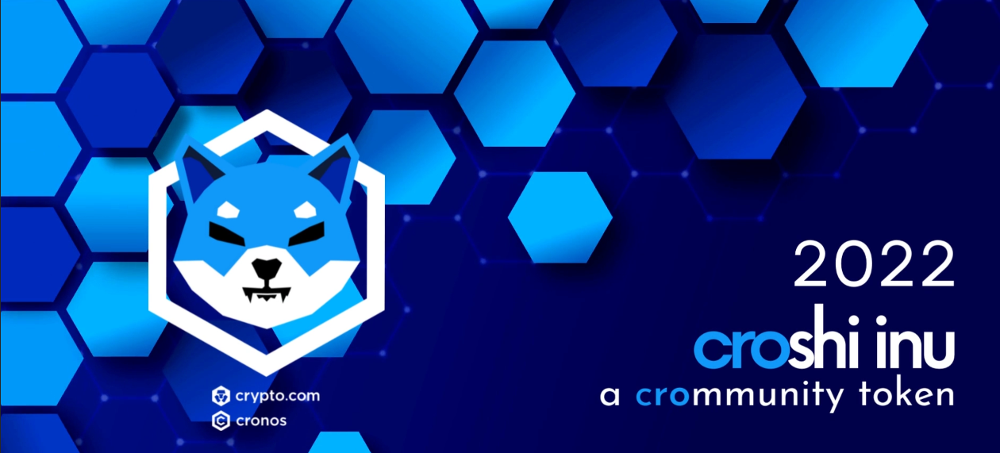 crypto.com
cronos
2022
croshi inu
a crommunity token